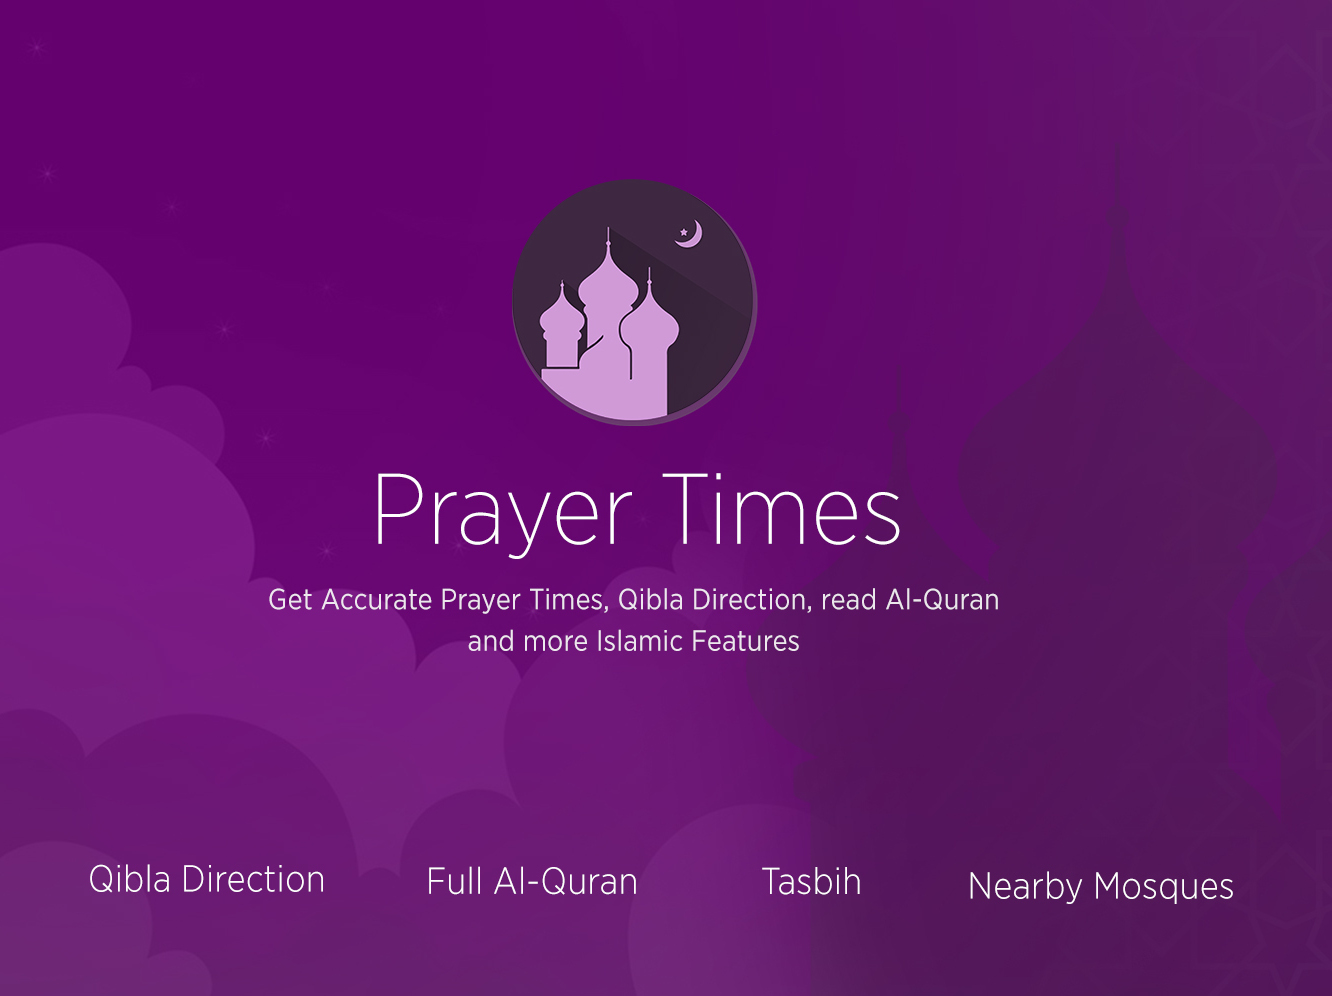 Prayer Times
Get Accurate Prayer Times, Qibla Direction, read Al-Quran
and more Islamic Features
Qibla Direction
Full Al-Quran
Tasbih
Nearby Mosques